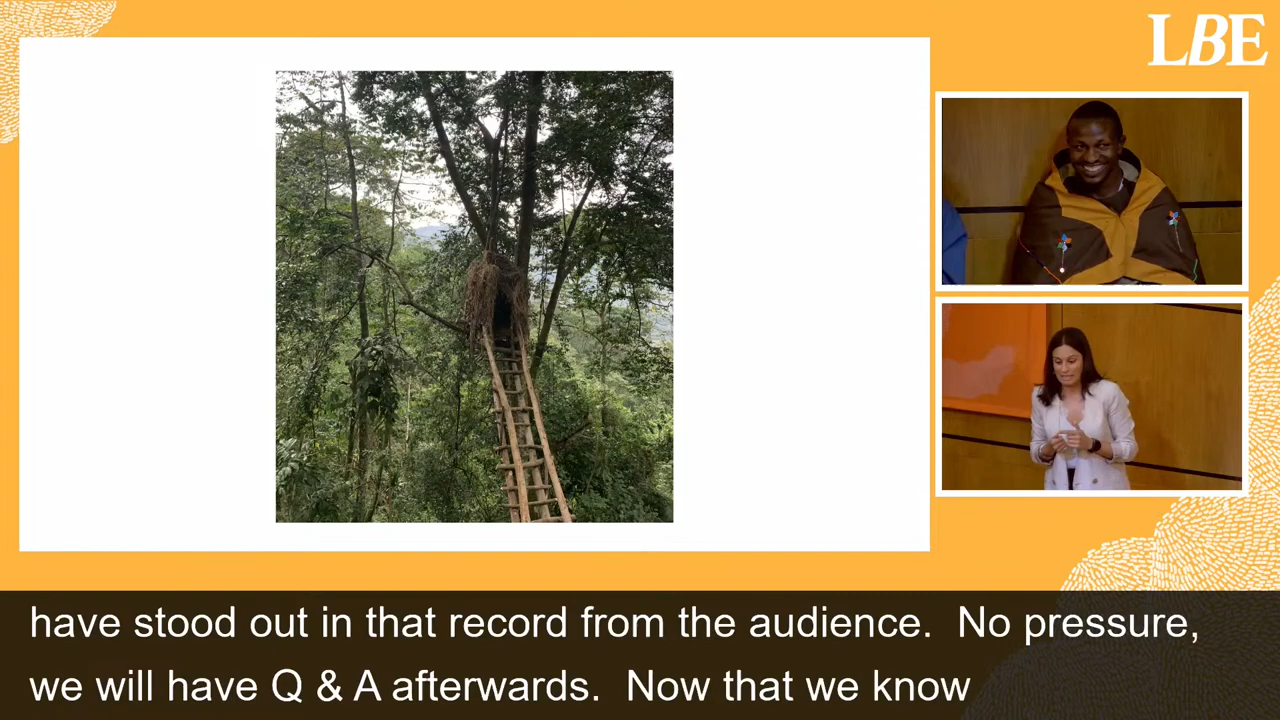 LBE
have stood out in that record from the audience.  No pressure,
we will have Q & A afterwards.  Now that we know